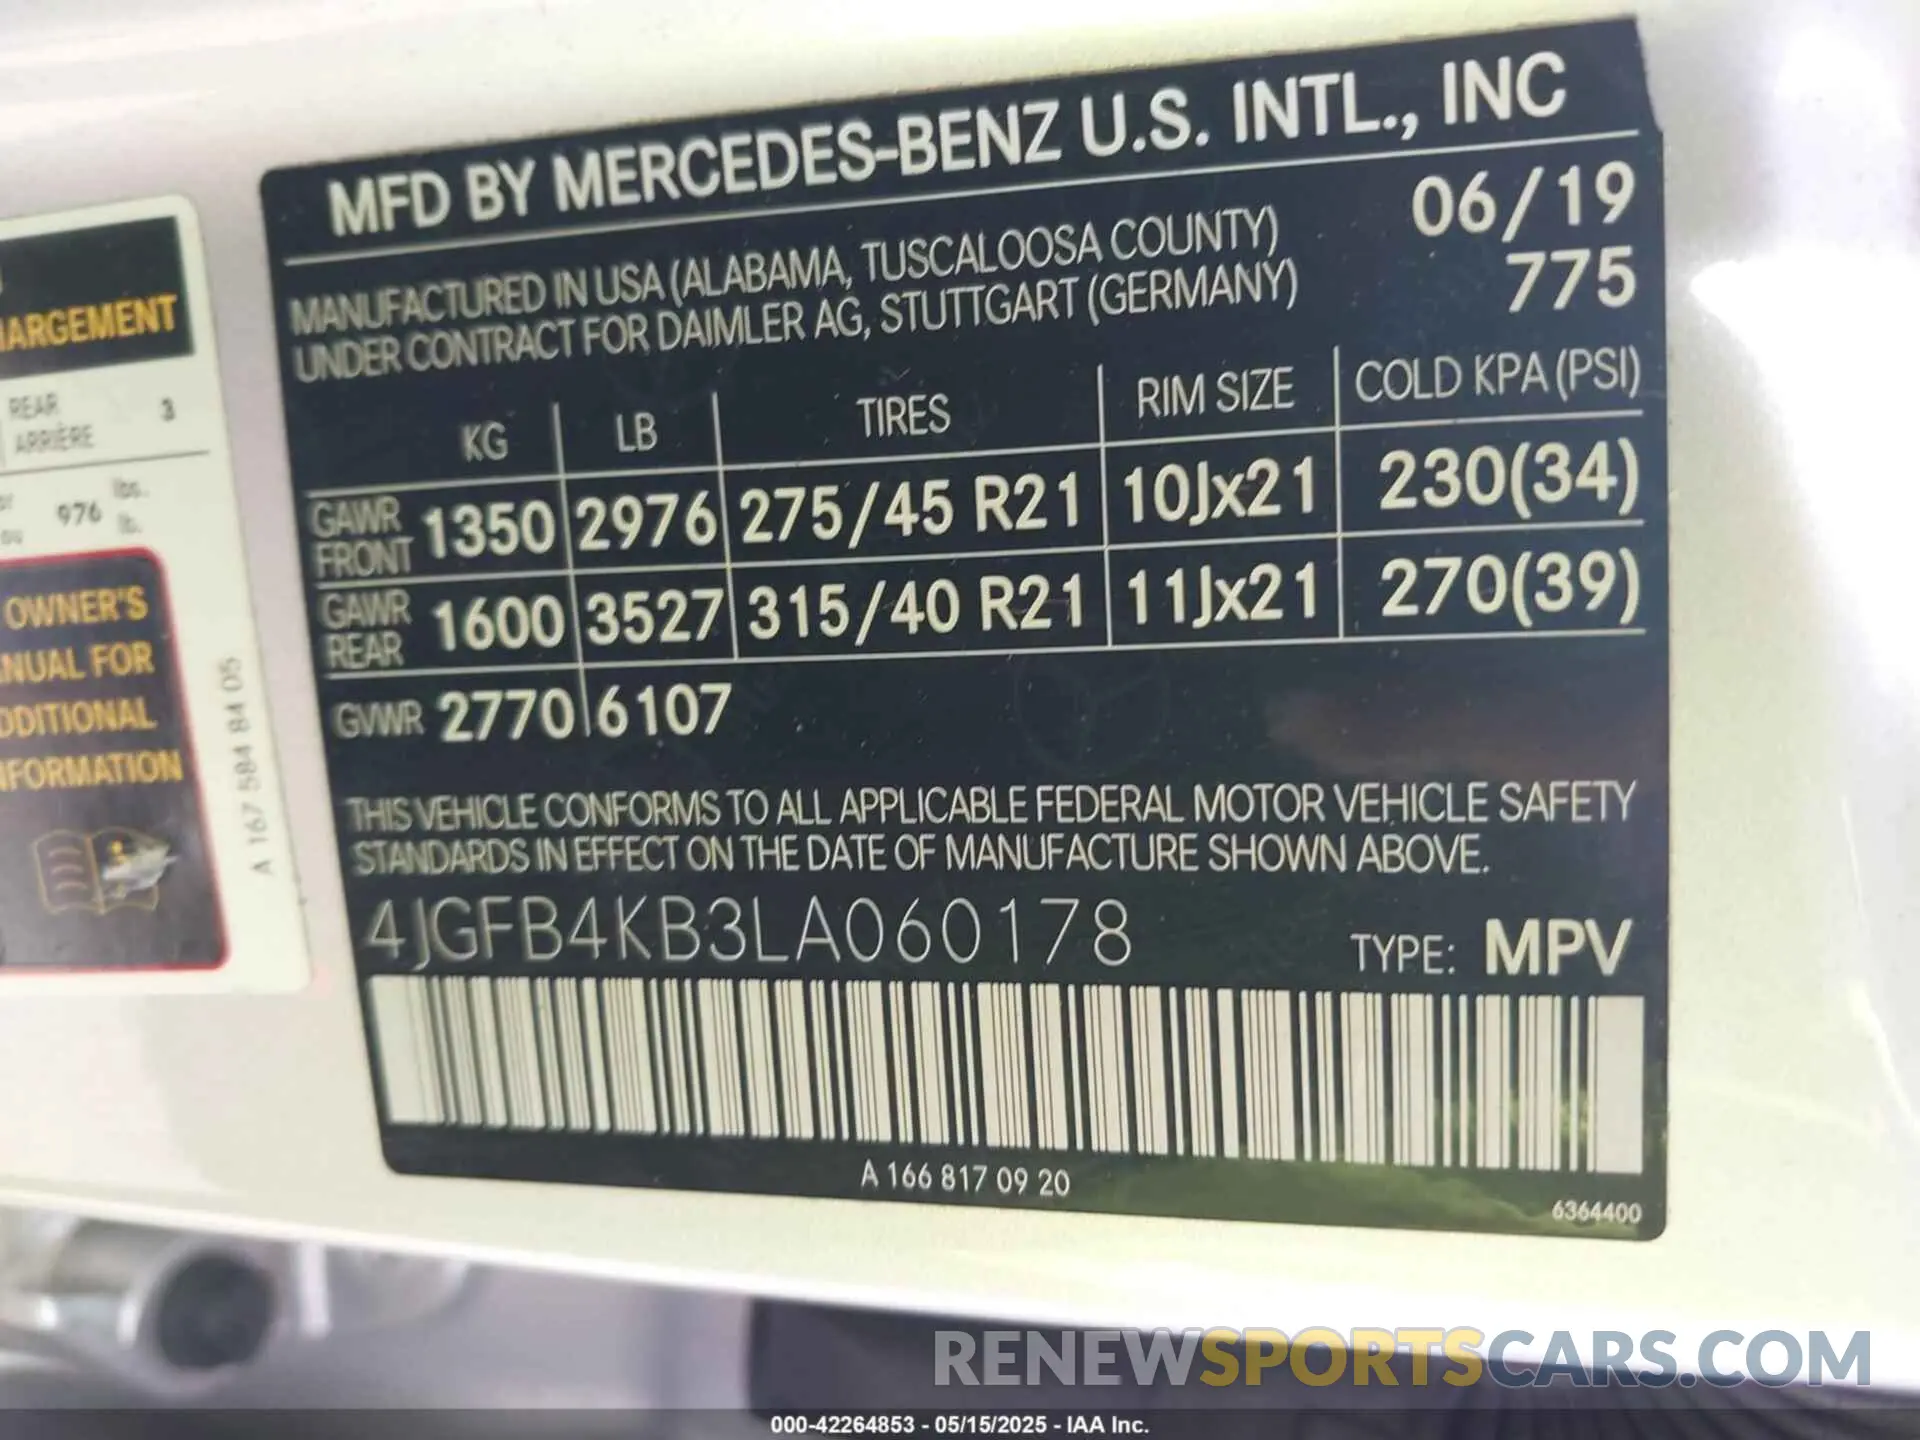 HARGEMENT
REAR 3
ARRIÈRE
or 976 lbs.
ou lb.
OWNER'S
ANUAL FOR
DDITIONAL
NFORMATION
A 167 584 84 05
MFD BY MERCEDES-BENZ U.S. INTL., INC
MANUFACTURED IN USA (ALABAMA, TUSCALOOSA COUNTY) 06/19
UNDER CONTRACT FOR DAIMLER AG, STUTTGART (GERMANY) 775
KG LB TIRES RIM SIZE COLD KPA (PSI)
GAWR FRONT 1350 2976 275/45 R21 10Jx21 230(34)
GAWR REAR 1600 3527 315/40 R21 11Jx21 270(39)
GVWR 2770 6107
THIS VEHICLE CONFORMS TO ALL APPLICABLE FEDERAL MOTOR VEHICLE SAFETY
STANDARDS IN EFFECT ON THE DATE OF MANUFACTURE SHOWN ABOVE.
4JGFB4KB3LA060178 TYPE: MPV
A 166 817 09 20
6364400
RENEWSPORTSCARS.COM
000-42264853 - 05/15/2025 - IAA Inc.